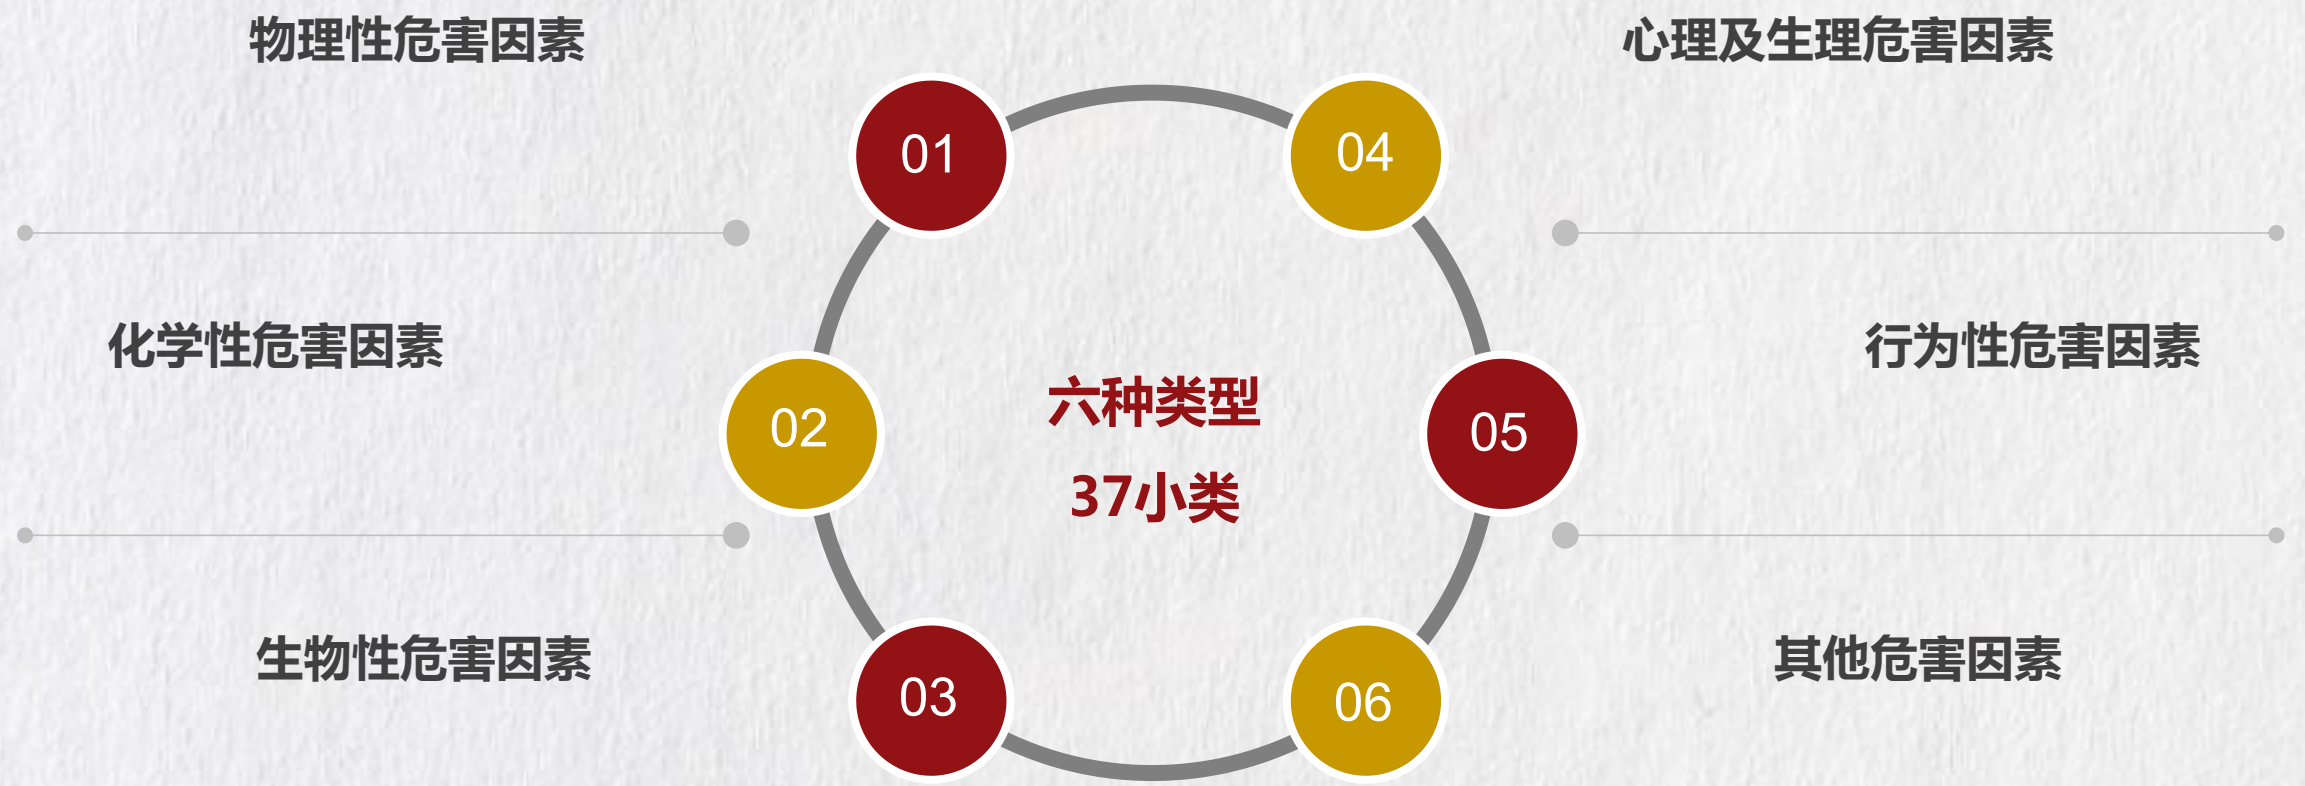 物理性危害因素
01
化学性危害因素
02
生物性危害因素
03
六种类型
37小类
心理及生理危害因素
04
行为性危害因素
05
其他危害因素
06